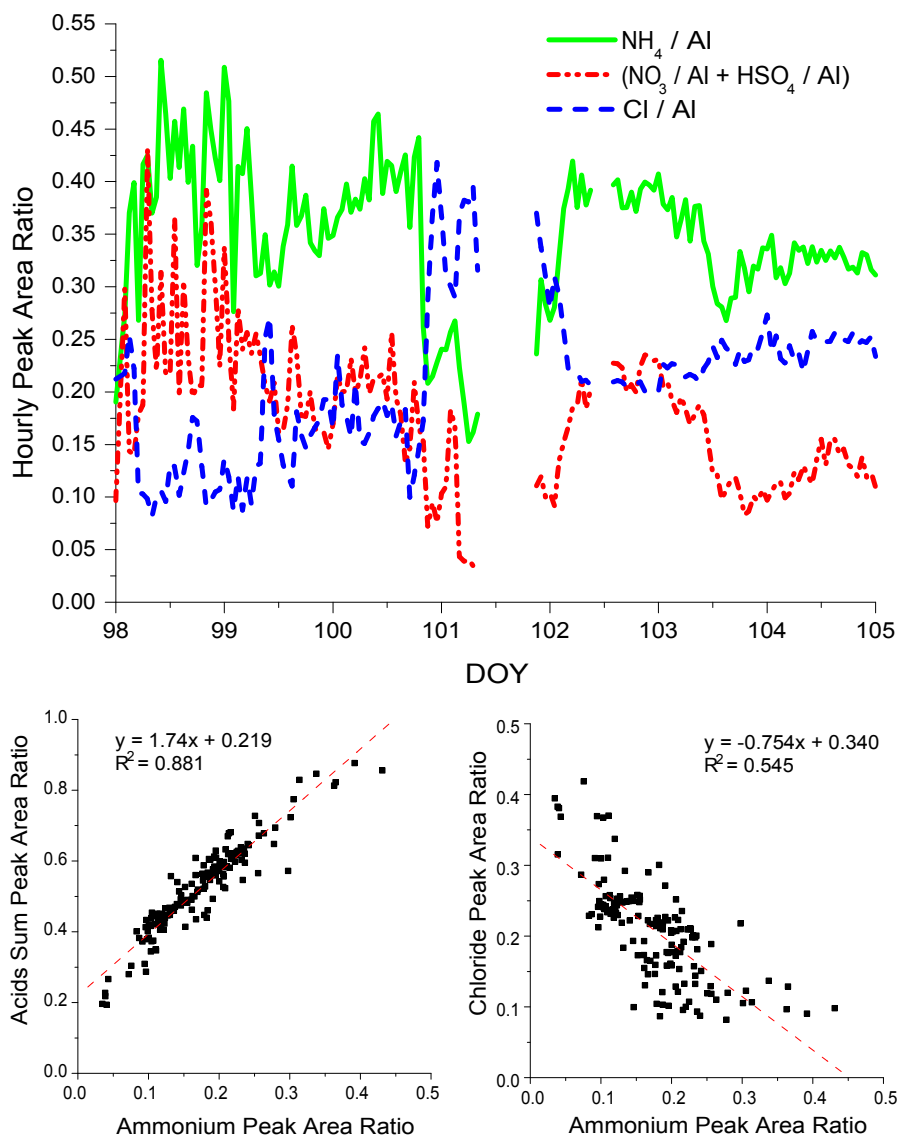 0.60
0.55
0.50
0.45
0.40
0.35
0.30
0.25
0.20
0.15
0.10
0.05
0.00
Hourly Peak Area Ratio
NH4 / Al
(NO3 / Al + HSO4 / Al)
Cl / Al
98 99 100 101 102 103 104 105
DOY
1.0
0.8
0.6
0.4
0.2
0.0
Acids Sum Peak Area Ratio
y = 1.74x + 0.219
R2 = 0.881
0.0 0.1 0.2 0.3 0.4 0.5
Ammonium Peak Area Ratio
0.5
0.4
0.3
0.2
0.1
0.0
Chloride Peak Area Ratio
y = -0.754x + 0.340
R2 = 0.545
0.0 0.1 0.2 0.3 0.4 0.5
Ammonium Peak Area Ratio